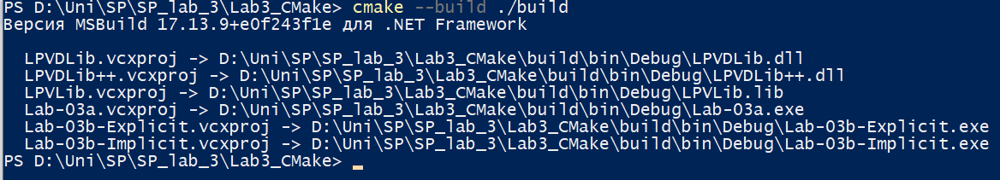 PS D:\Uni\SP\SP_lab_3\Lab3_CMake> cmake --build ./build
Версия MSBuild 17.13.9+e0f243f1e для .NET Framework
LPVDLib.vcxproj -> D:\Uni\SP\SP_lab_3\Lab3_CMake\build\bin\Debug\LPVDLib.dll
LPVDLib++.vcxproj -> D:\Uni\SP\SP_lab_3\Lab3_CMake\build\bin\Debug\LPVDLib++.dll
LPVLib.vcxproj -> D:\Uni\SP\SP_lab_3\Lab3_CMake\build\bin\Debug\LPVLib.lib
Lab-03a.vcxproj -> D:\Uni\SP\SP_lab_3\Lab3_CMake\build\bin\Debug\Lab-03a.exe
Lab-03b-Explicit.vcxproj -> D:\Uni\SP\SP_lab_3\Lab3_CMake\build\bin\Debug\Lab-03b-Explicit.exe
Lab-03b-Implicit.vcxproj -> D:\Uni\SP\SP_lab_3\Lab3_CMake\build\bin\Debug\Lab-03b-Implicit.exe
PS D:\Uni\SP\SP_lab_3\Lab3_CMake>